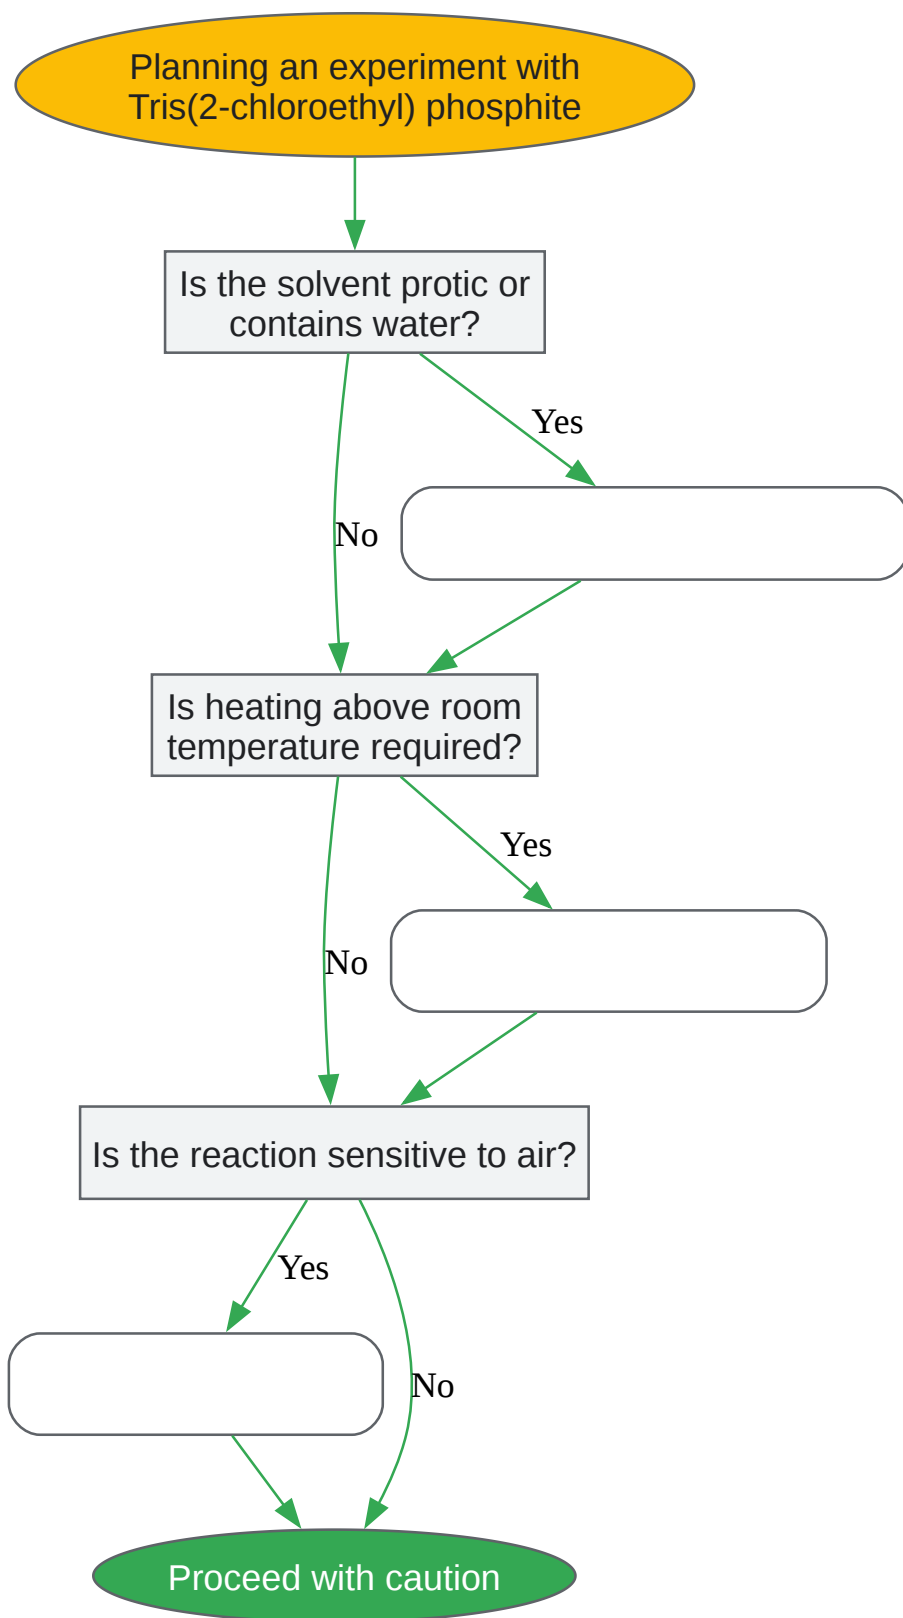 Planning an experiment with
Tris(2-chloroethyl) phosphite
Is the solvent protic or
contains water?
Yes
No
Is heating above room
temperature required?
Yes
No
Is the reaction sensitive to air?
Yes
No
Proceed with caution